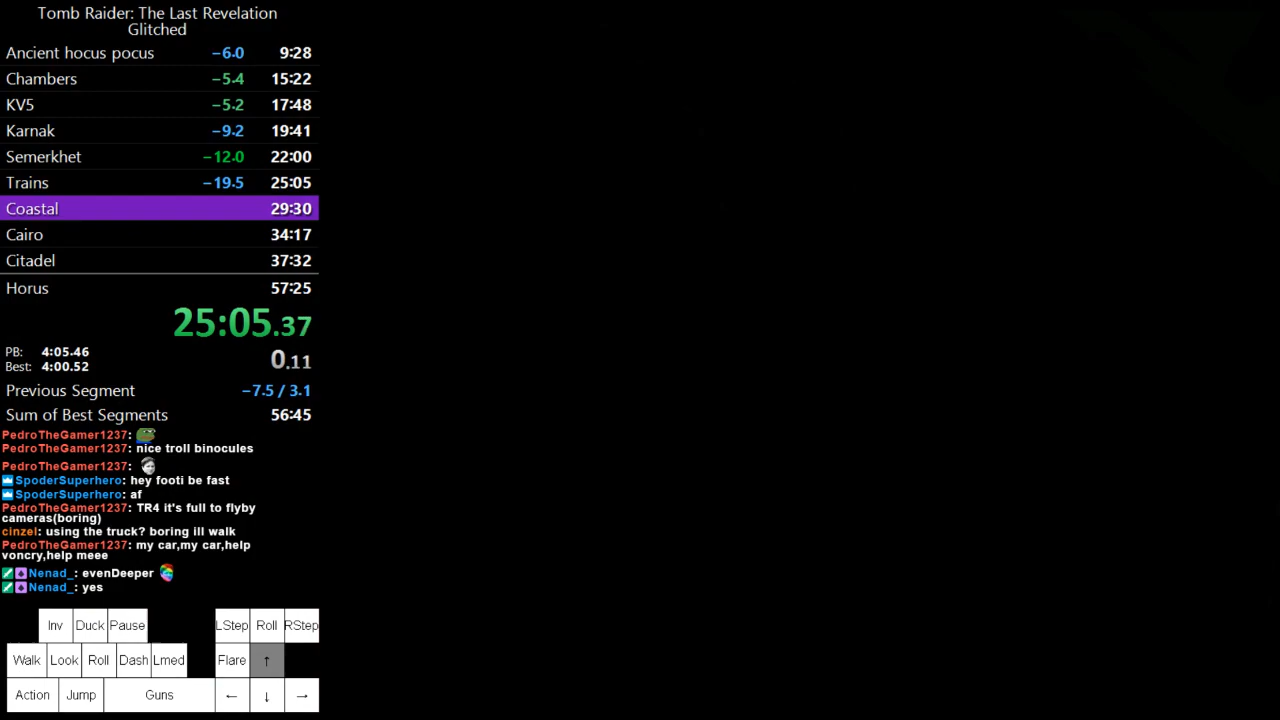 Tomb Raider: The Last Revelation
Glitched
Ancient hocus pocus −6.0 9:28
Chambers −5.4 15:22
KV5 −5.2 17:48
Karnak −9.2 19:41
Semerkhet −12.0 22:00
Trains −19.5 25:05
Coastal 29:30
Cairo 34:17
Citadel 37:32
Horus 57:25
25:05.37
PB: 4:05.46
Best: 4:00.52
0.11
Previous Segment −7.5 / 3.1
Sum of Best Segments 56:45
PedroTheGamer1237:
PedroTheGamer1237: nice troll binocules
PedroTheGamer1237:
SpoderSuperhero: hey footi be fast
SpoderSuperhero: af
PedroTheGamer1237: TR4 it's full to flyby
cameras(boring)
cinzel: using the truck? boring ill walk
PedroTheGamer1237: my car,my car,help
voncry,help meee
Nenad_: evenDeeper
Nenad_: yes
Inv Duck Pause LStep Roll RStep
Walk Look Roll Dash Lmed Flare ↑
Action Jump Guns ← ↓ →